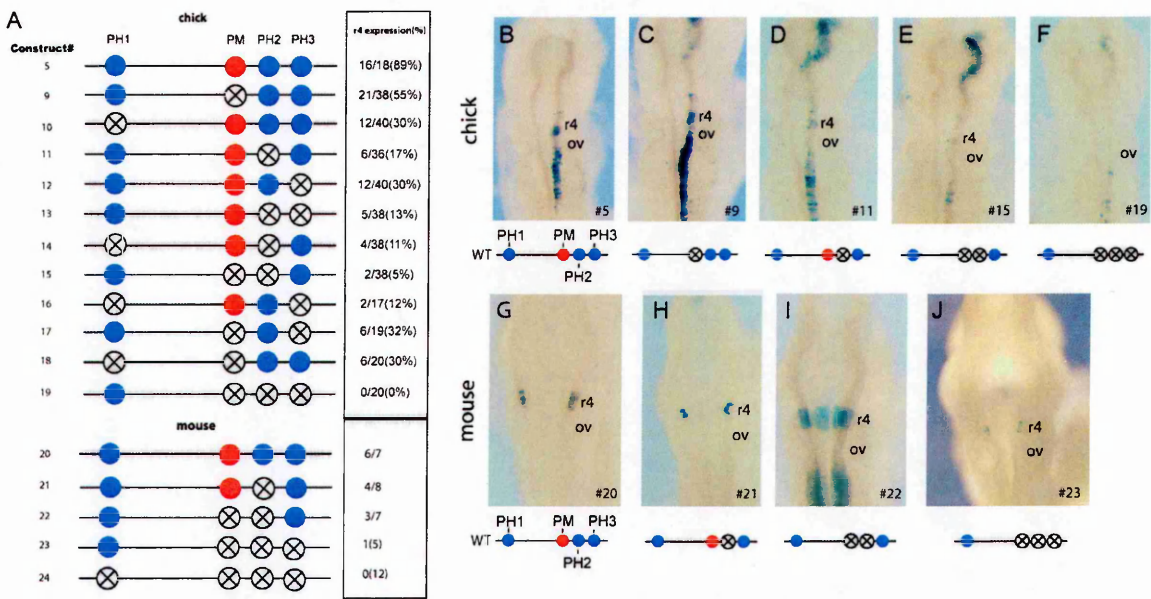 A
chick
Construct#
PH1 PM PH2 PH3
r4 expression(%)
5 16/18(89%)
9 21/38(55%)
10 12/40(30%)
11 6/36(17%)
12 12/40(30%)
13 5/38(13%)
14 4/38(11%)
15 2/38(5%)
16 2/17(12%)
17 6/19(32%)
18 6/20(30%)
19 0/20(0%)
mouse
20 6/7
21 4/8
22 3/7
23 1(5)
24 0(12)
chick
B
r4
ov
#5
C
r4
ov
#9
D
r4
ov
#11
E
r4
ov
#15
F
ov
#19
WT PH1 PM PH3
PH2
mouse
G
r4
ov
#20
H
r4
ov
#21
I
r4
ov
#22
J
r4
ov
#23
WT PH1 PM PH3
PH2